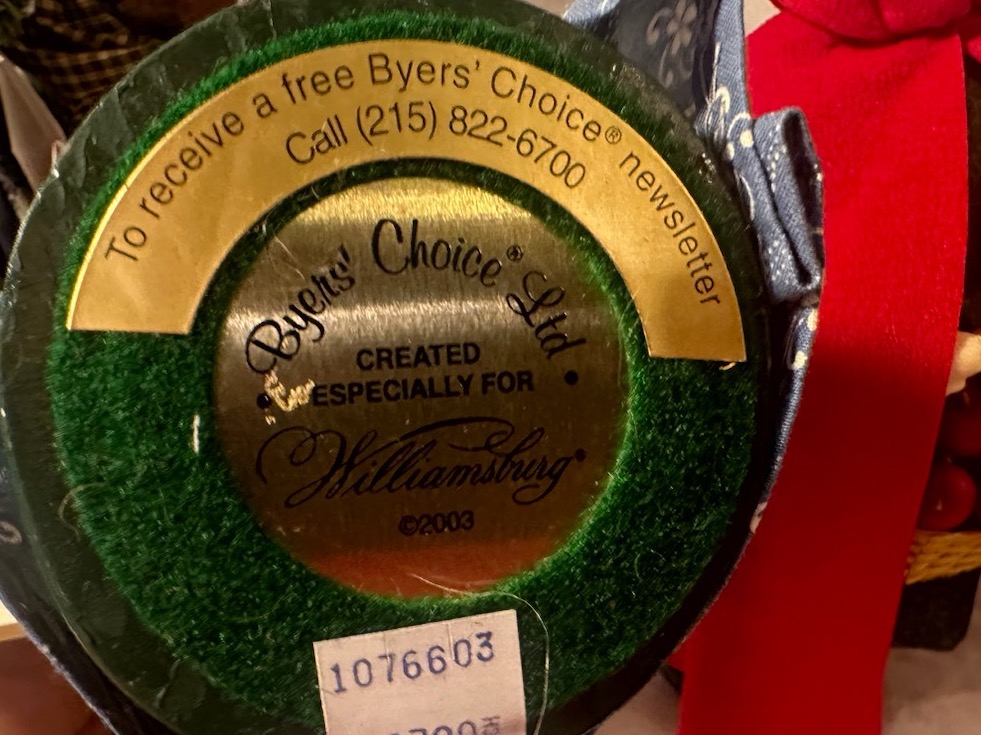 To receive a free Byers' Choice® newsletter
Call (215) 822-6700
Byers' Choice® Ltd
CREATED
• ESPECIALLY FOR •
Williamsburg®
©2003
1076603